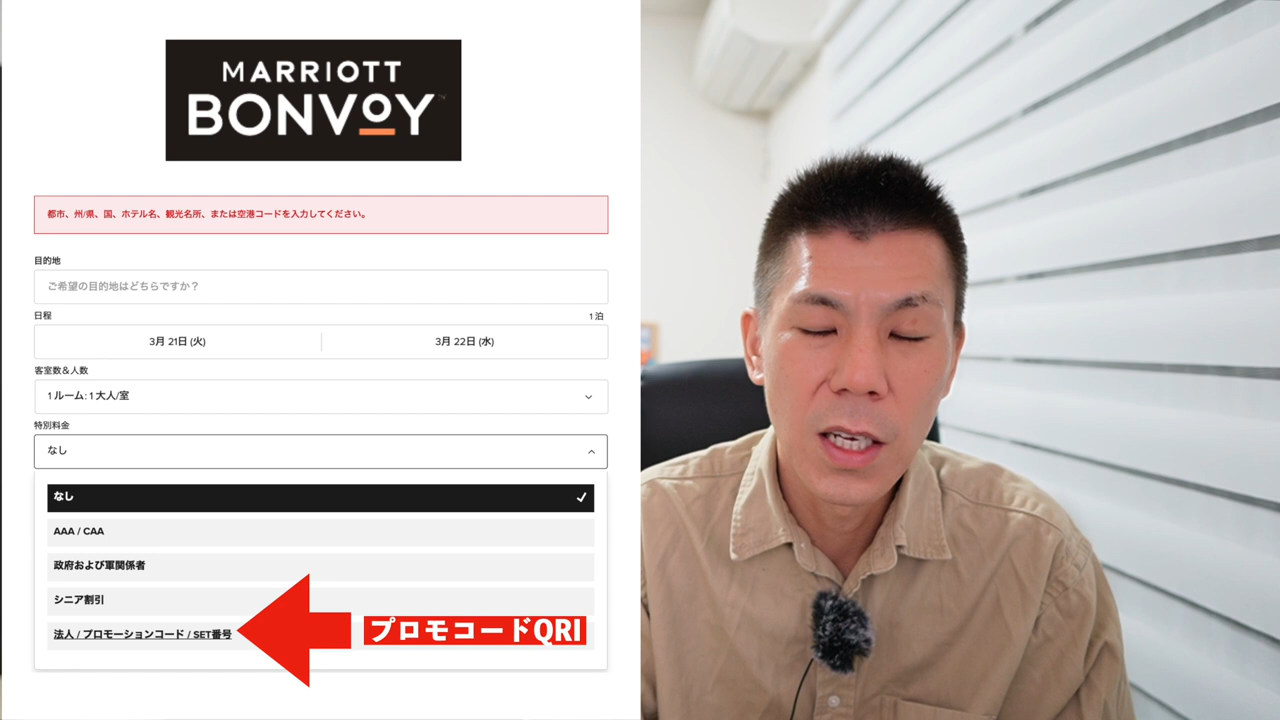 MARRIOTT
BONVOY
都市、州/県、国、ホテル名、観光名所、または空港コードを入力してください。
目的地
ご希望の目的地はどちらですか？
日程
1 泊
3月 21日 (火)
3月 22日 (水)
客室数＆人数
1 ルーム: 1 大人/室
特別料金
なし
なし
AAA / CAA
政府および軍関係者
シニア割引
法人 / プロモーションコード / SET番号
プロモコードQRI